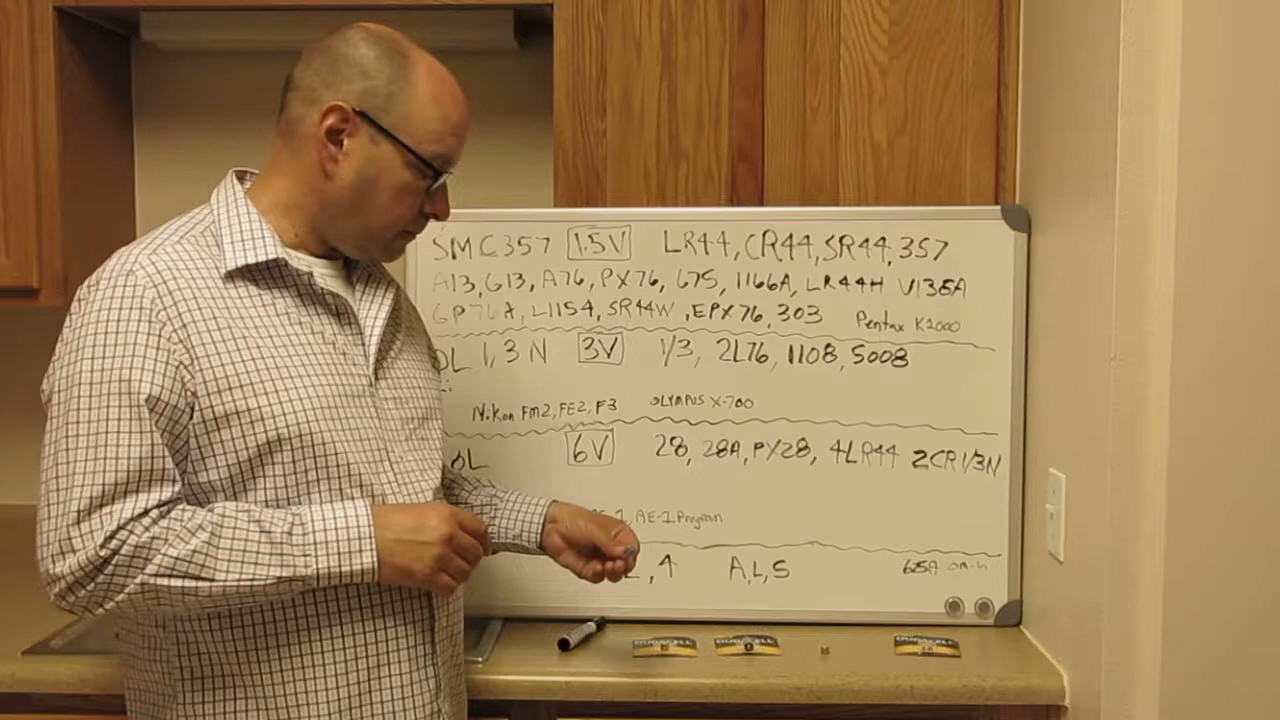 SMC357 1.5V LR44, CR44, SR44, 357
A13, G13, A76, PX76, 675, 1166A, LR44H V13GA
GP76A, L1154, SR44W, EPX76, 303 Pentax K1000
DL 1,3 N 3V 1/3, 2L76, 1108, 5008
Nikon FM2, FE2, F3 OLYMPUS X-700
6V 28, 28A, PX28, 4LR44 2CR1/3N
AE-1 Program
,4 A, L, S 625A
DURACELL
DURACELL
DURACELL